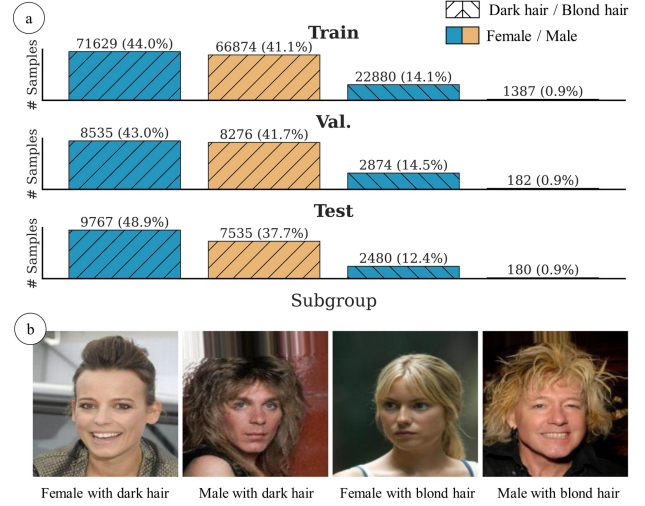 a
Dark hair / Blond hair
Female / Male
Train
# Samples
71629 (44.0%)
66874 (41.1%)
22880 (14.1%)
1387 (0.9%)
Val.
# Samples
8535 (43.0%)
8276 (41.7%)
2874 (14.5%)
182 (0.9%)
Test
# Samples
9767 (48.9%)
7535 (37.7%)
2480 (12.4%)
180 (0.9%)
Subgroup
b
Female with dark hair
Male with dark hair
Female with blond hair
Male with blond hair